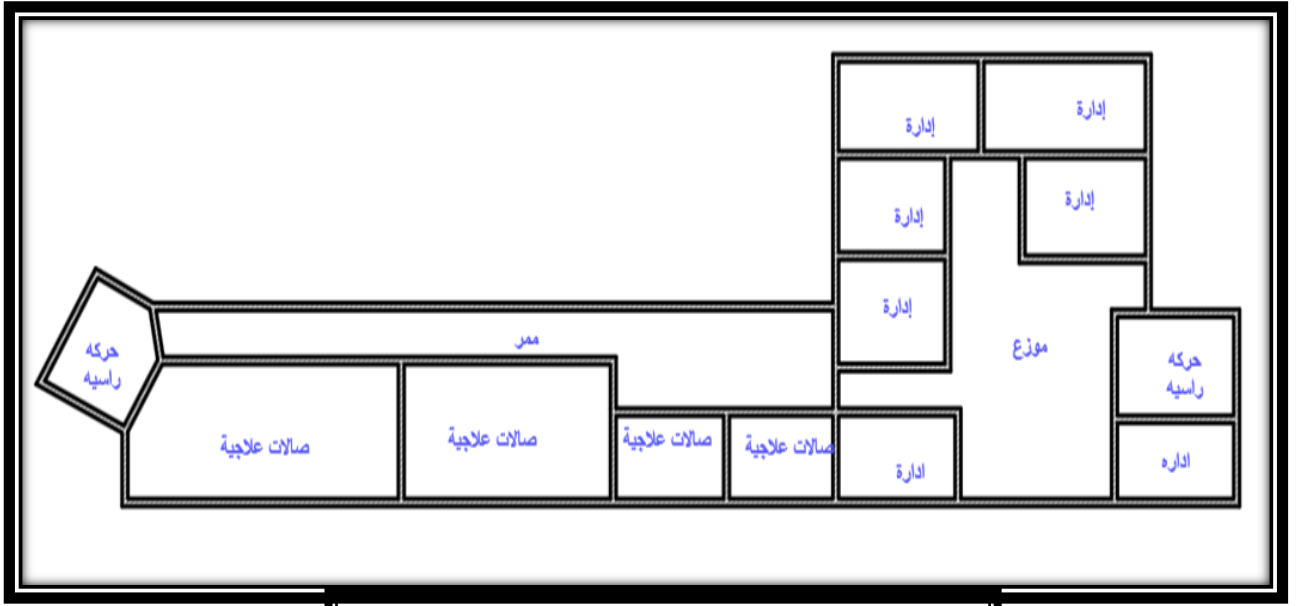 إدارة
إدارة
إدارة
إدارة
إدارة
موزع
حركه
راسيه
ممر
حركه
راسيه
صالات علاجية
صالات علاجية
صالات علاجية
صالات علاجية
ادارة
اداره